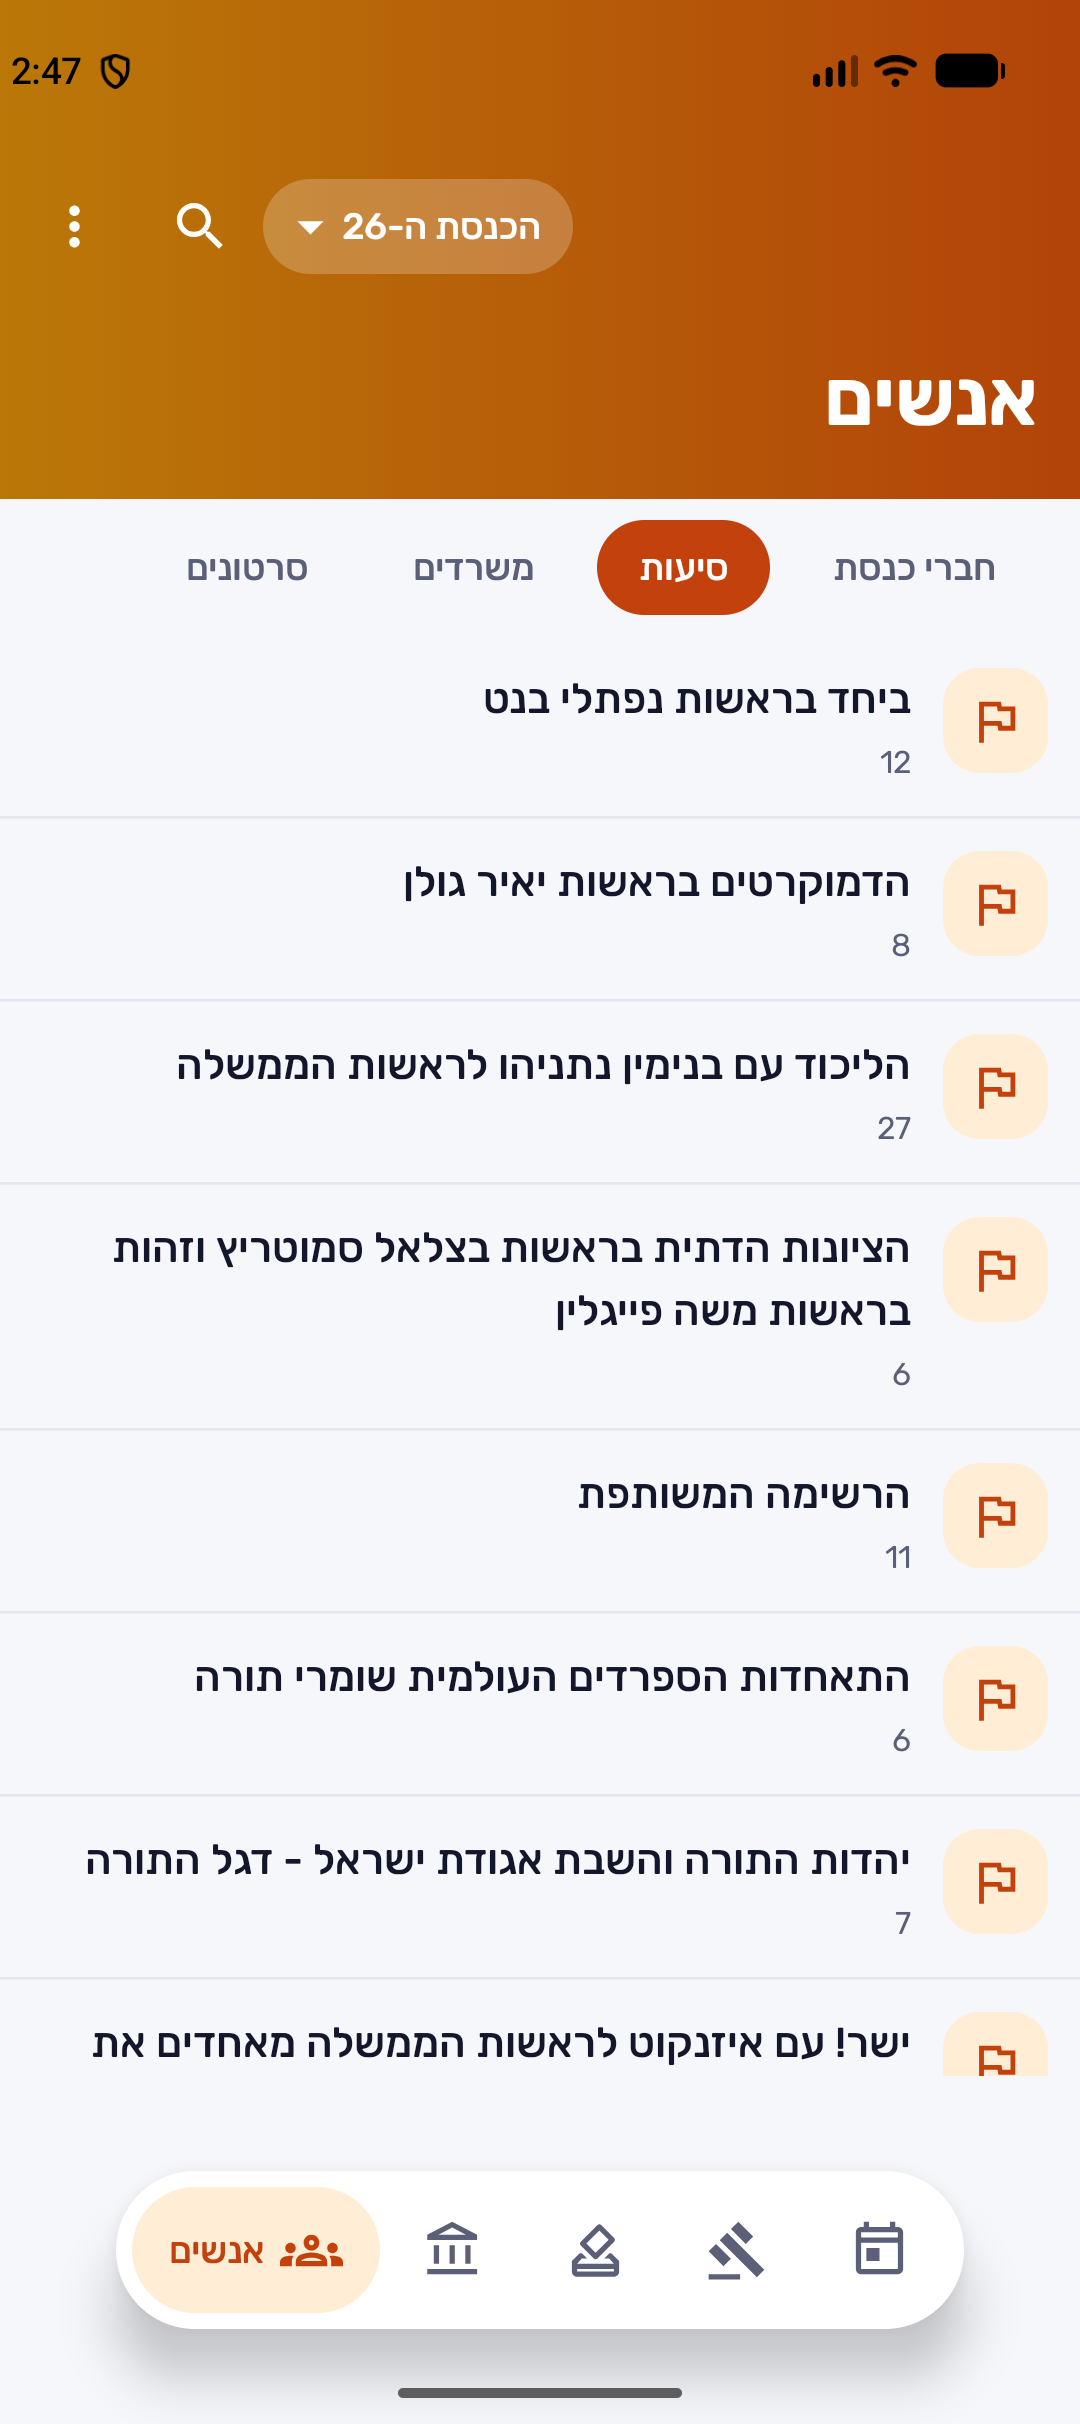 2:47
הכנסת ה-26
אנשים
חברי כנסת
סיעות
משרדים
סרטונים
ביחד בראשות נפתלי בנט
12
הדמוקרטים בראשות יאיר גולן
8
הליכוד עם בנימין נתניהו לראשות הממשלה
27
הציונות הדתית בראשות בצלאל סמוטריץ וזהות
בראשות משה פייגלין
6
הרשימה המשותפת
11
התאחדות הספרדים העולמית שומרי תורה
6
יהדות התורה והשבת אגודת ישראל - דגל התורה
7
ישר! עם איזנקוט לראשות הממשלה מאחדים את
אנשים